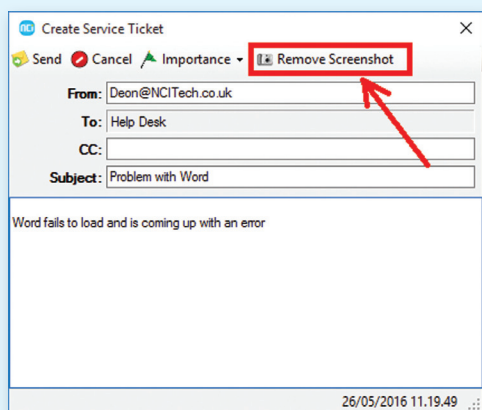 nci Create Service Ticket
Send Cancel Importance Remove Screenshot
From: Deon@NCITech.co.uk
To: Help Desk
CC:
Subject: Problem with Word
Word fails to load and is coming up with an error
26/05/2016 11.19.49